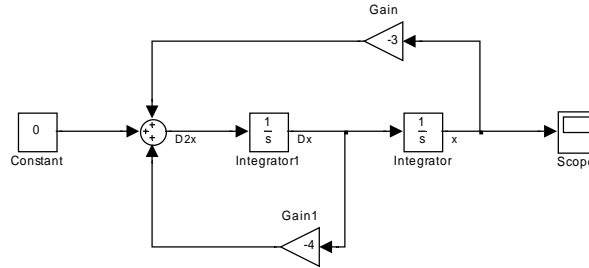 Gain
-3
0
+
+
+
D2x
1
s
Dx
1
s
x
Constant
Integrator1
Integrator
Scope
Gain1
-4